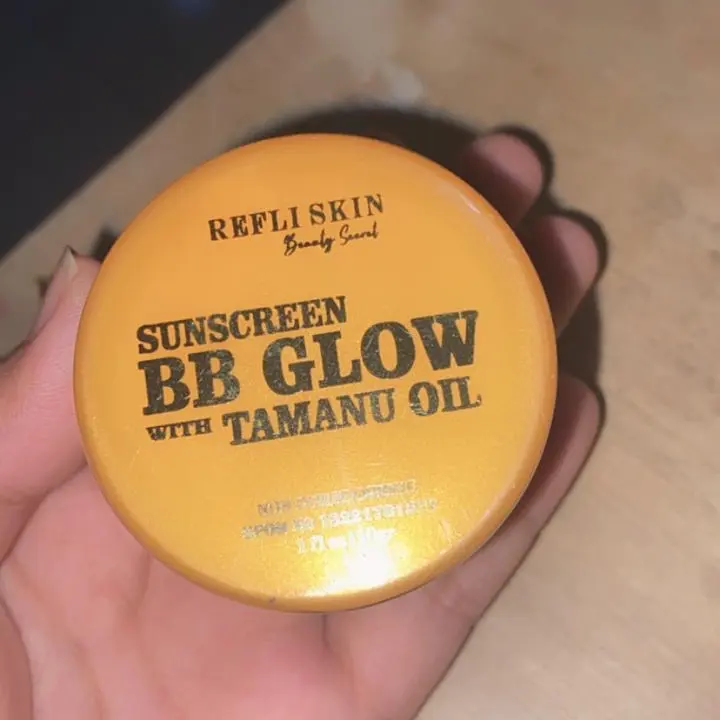 REFLI SKIN
Beauty Secret
SUNSCREEN
BB GLOW
WITH TAMANU OIL